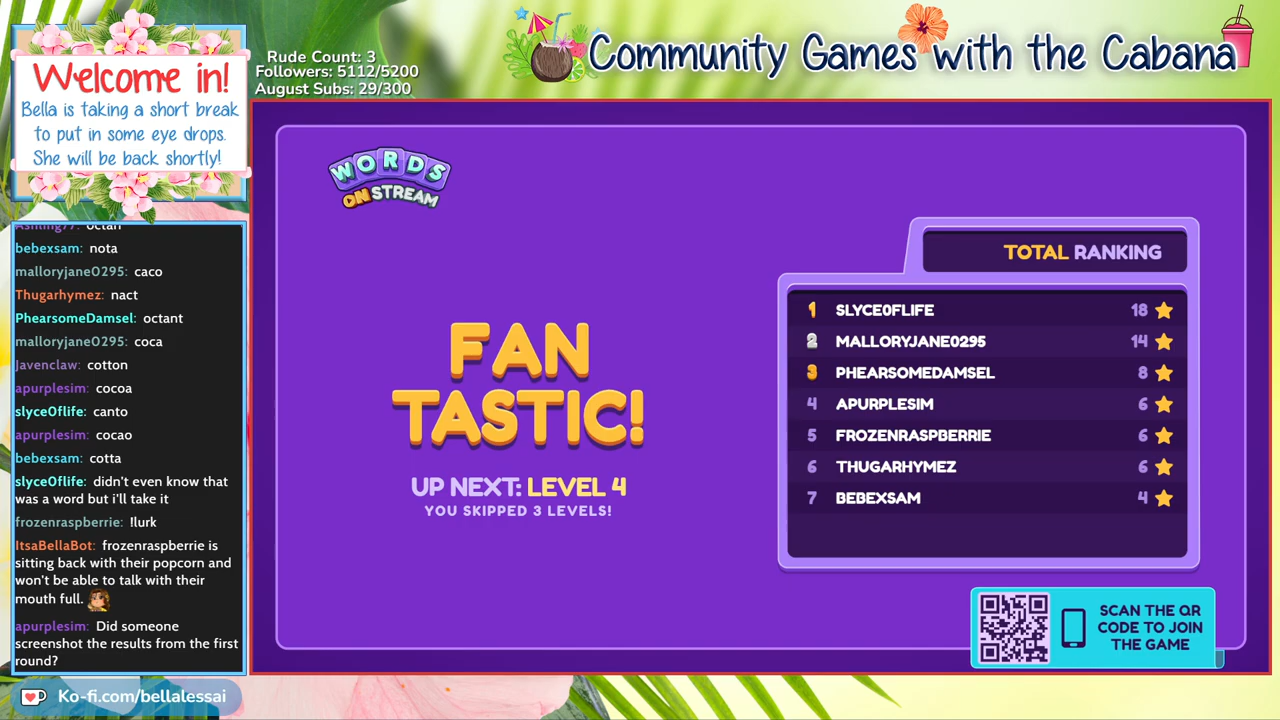 Welcome in!
Bella is taking a short break
to put in some eye drops.
She will be back shortly!
Rude Count: 3
Followers: 5112/5200
August Subs: 29/300
Community Games with the Cabana
Ashling77: octan
bebexsam: nota
malloryjane0295: caco
Thugarhymez: nact
PhearsomeDamsel: octant
malloryjane0295: coca
Javenclaw: cotton
apurplesim: cocoa
slyce0flife: canto
apurplesim: cocao
bebexsam: cotta
slyce0flife: didn't even know that
was a word but i'll take it
frozenraspberrie: !lurk
ItsaBellaBot: frozenraspberrie is
sitting back with their popcorn and
won't be able to talk with their
mouth full.
apurplesim: Did someone
screenshot the results from the first
round?
Ko-fi.com/bellalessai
WORDS
ON STREAM
FAN
TASTIC!
UP NEXT: LEVEL 4
YOU SKIPPED 3 LEVELS!
TOTAL RANKING
1 SLYCE0FLIFE 18
2 MALLORYJANE0295 14
3 PHEARSOMEDAMSEL 8
4 APURPLESIM 6
5 FROZENRASPBERRIE 6
6 THUGARHYMEZ 6
7 BEBEXSAM 4
SCAN THE QR
CODE TO JOIN
THE GAME